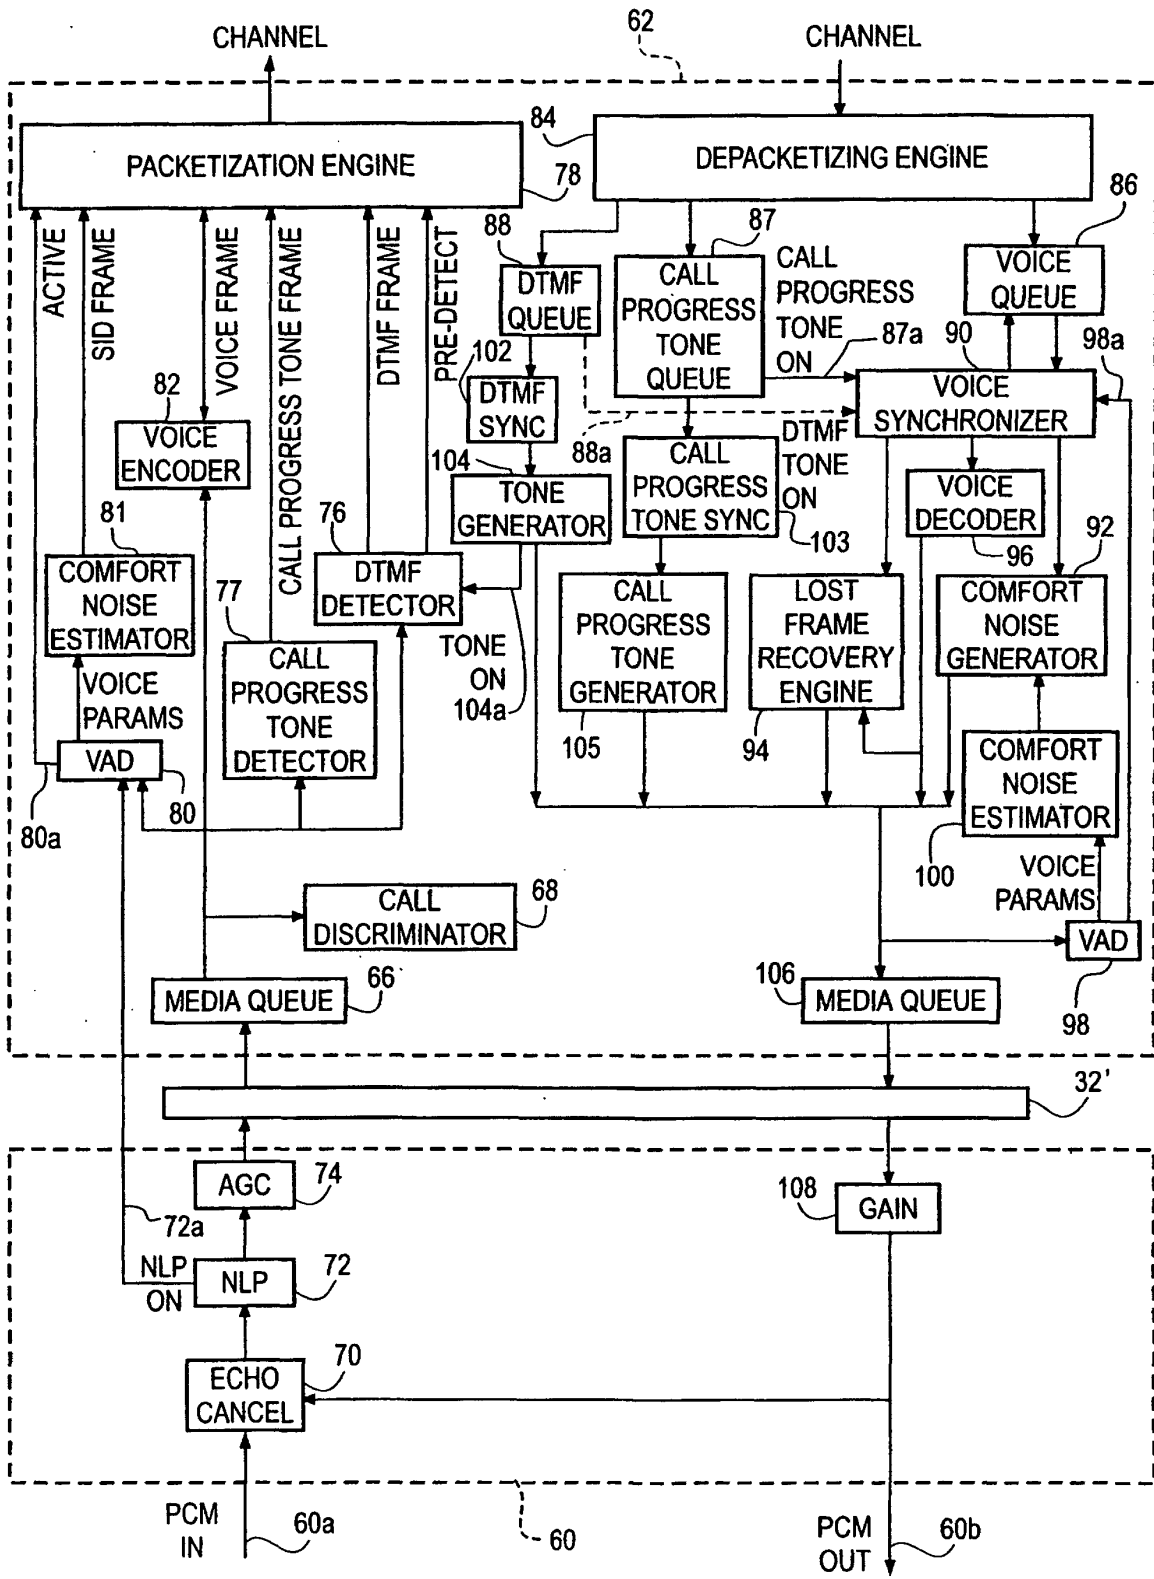 CHANNEL
62
CHANNEL
PACKETIZATION ENGINE
78
84
DEPACKETIZING ENGINE
ACTIVE
SID FRAME
VOICE FRAME
CALL PROGRESS TONE FRAME
DTMF FRAME
PRE-DETECT
88
DTMF
QUEUE
87
CALL
PROGRESS
TONE
QUEUE
CALL
PROGRESS
TONE
ON
87a
86
VOICE
QUEUE
90
98a
VOICE
SYNCHRONIZER
102
DTMF
SYNC
88a
DTMF
TONE
ON
82
VOICE
ENCODER
104
TONE
GENERATOR
CALL
PROGRESS
TONE SYNC
103
VOICE
DECODER
96
92
81
COMFORT
NOISE
ESTIMATOR
76
DTMF
DETECTOR
77
CALL
PROGRESS
TONE
DETECTOR
TONE
ON
104a
CALL
PROGRESS
TONE
GENERATOR
105
LOST
FRAME
RECOVERY
ENGINE
94
COMFORT
NOISE
GENERATOR
VOICE
PARAMS
VAD
80
80a
COMFORT
NOISE
ESTIMATOR
100
VOICE
PARAMS
CALL
DISCRIMINATOR
68
VAD
98
MEDIA QUEUE
66
106
MEDIA QUEUE
32'
AGC
74
108
GAIN
72a
NLP
ON
NLP
72
ECHO
CANCEL
70
PCM
IN
60a
60
PCM
OUT
60b